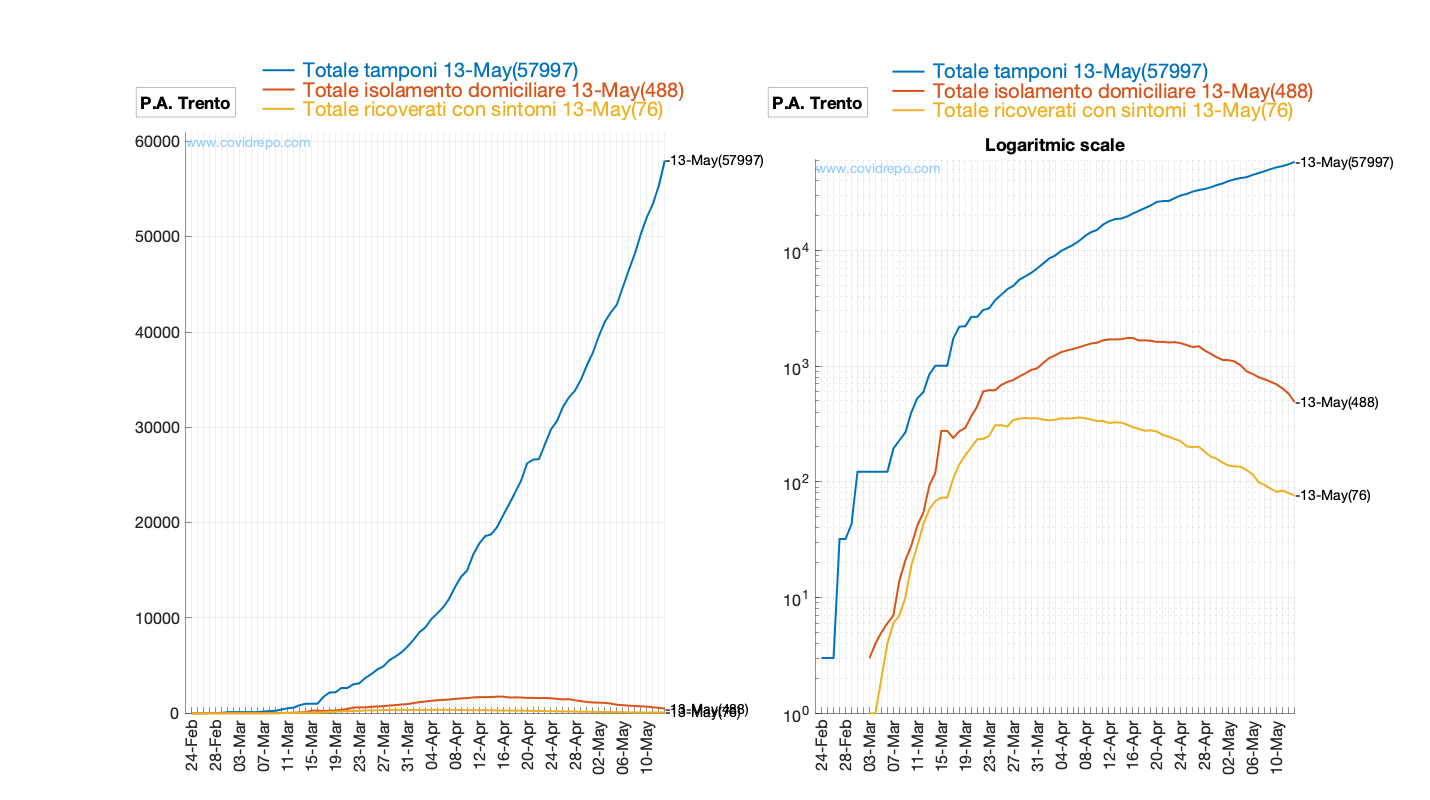 Totale tamponi 13-May(57997)
Totale isolamento domiciliare 13-May(488)
Totale ricoverati con sintomi 13-May(76)
P.A. Trento
www.covidrepo.com
60000
50000
40000
30000
20000
10000
0
13-May(57997)
13-May(488)
13-May(76)
24-Feb
28-Feb
03-Mar
07-Mar
11-Mar
15-Mar
19-Mar
23-Mar
27-Mar
31-Mar
04-Apr
08-Apr
12-Apr
16-Apr
20-Apr
24-Apr
28-Apr
02-May
06-May
10-May
Totale tamponi 13-May(57997)
Totale isolamento domiciliare 13-May(488)
Totale ricoverati con sintomi 13-May(76)
P.A. Trento
Logaritmic scale
www.covidrepo.com
10^4
10^3
10^2
10^1
10^0
13-May(57997)
13-May(488)
13-May(76)
24-Feb
28-Feb
03-Mar
07-Mar
11-Mar
15-Mar
19-Mar
23-Mar
27-Mar
31-Mar
04-Apr
08-Apr
12-Apr
16-Apr
20-Apr
24-Apr
28-Apr
02-May
06-May
10-May